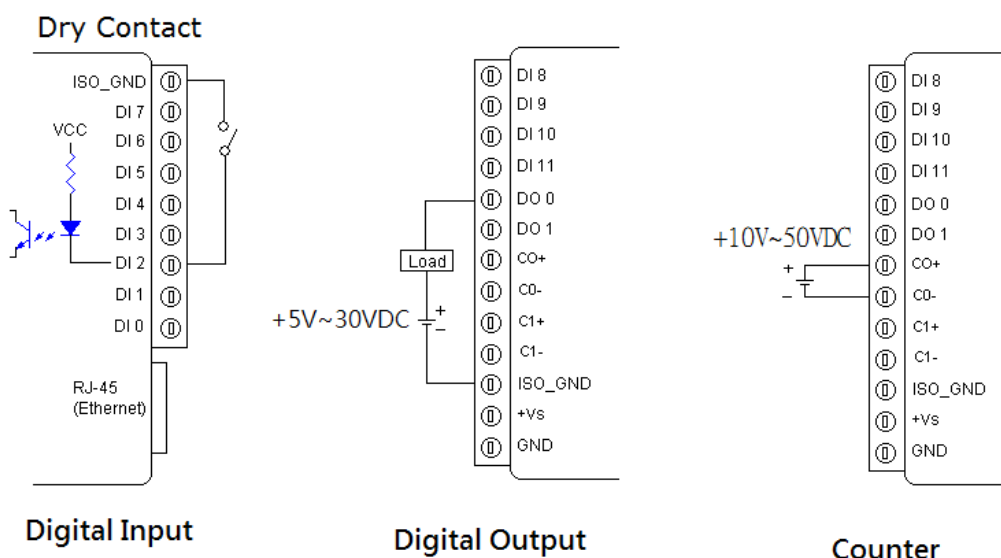 Dry Contact
ISO_GND
DI 7
DI 6
DI 5
DI 4
DI 3
DI 2
DI 1
DI 0
VCC
RJ-45
(Ethernet)
Digital Input
DI 8
DI 9
DI 10
DI 11
DO 0
DO 1
CO+
C0-
C1+
C1-
ISO_GND
+Vs
GND
Load
+5V~30VDC
+
−
Digital Output
DI 8
DI 9
DI 10
DI 11
DO 0
DO 1
CO+
C0-
C1+
C1-
ISO_GND
+Vs
GND
+10V~50VDC
+
−
Counter